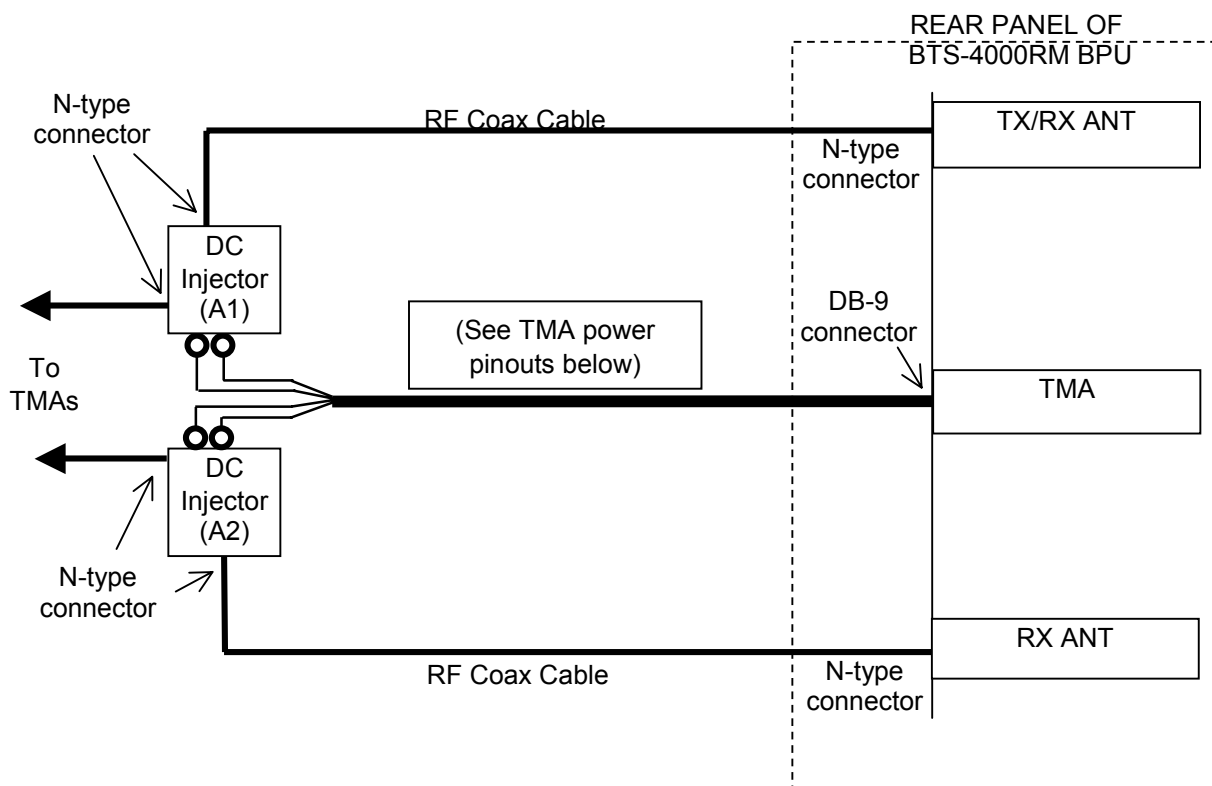 REAR PANEL OF
BTS-4000RM BPU
N-type
connector
RF Coax Cable
TX/RX ANT
N-type
connector
DC
Injector
(A1)
(See TMA power
pinouts below)
DB-9
connector
To
TMAs
TMA
DC
Injector
(A2)
N-type
connector
RF Coax Cable
RX ANT
N-type
connector